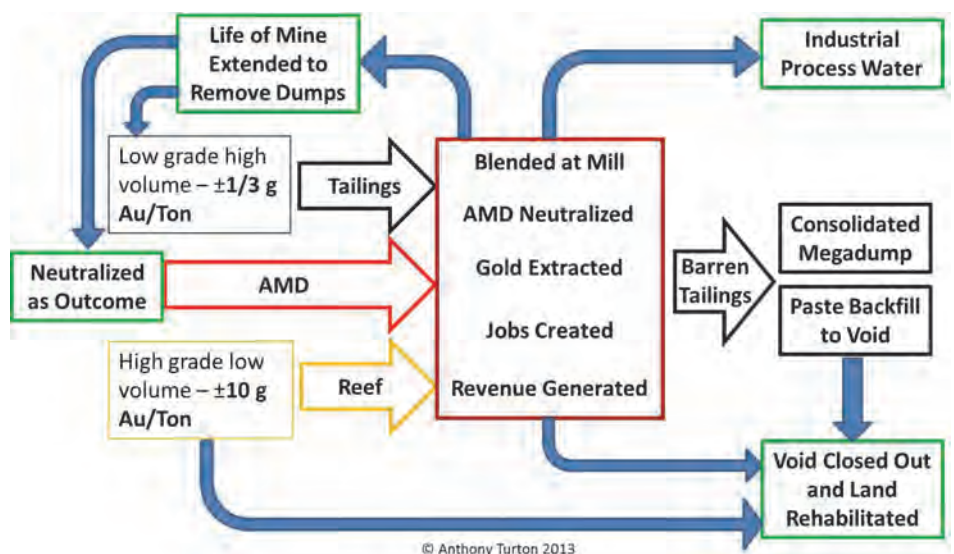 Life of Mine
Extended to
Remove Dumps
Industrial
Process Water
Low grade high
volume – ±1/3 g
Au/Ton
Tailings
Blended at Mill
AMD Neutralized
Gold Extracted
Jobs Created
Revenue Generated
Neutralized
as Outcome
AMD
High grade low
volume – ±10 g
Au/Ton
Reef
Barren
Tailings
Consolidated
Megadump
Paste Backfill
to Void
Void Closed Out
and Land
Rehabilitated
© Anthony Turton 2013